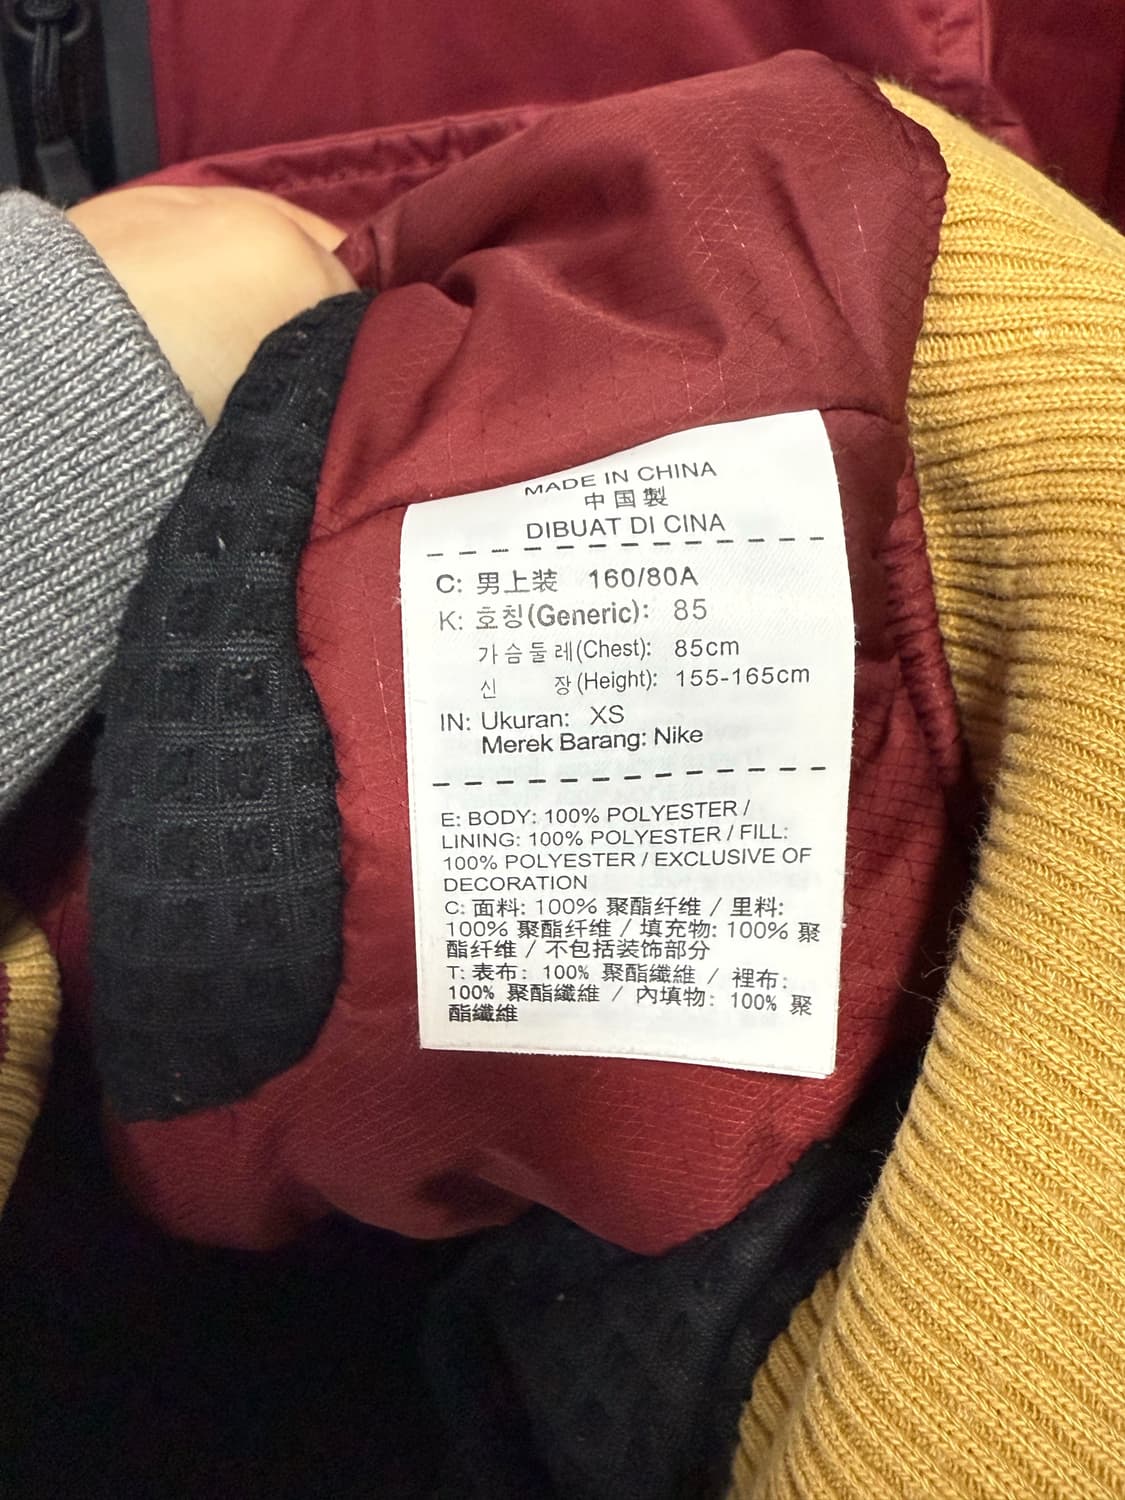 MADE IN CHINA
中国製
DIBUAT DI CINA
C: 男上装 160/80A
K: 호칭(Generic): 85
가슴둘레(Chest): 85cm
신 장(Height): 155-165cm
IN: Ukuran: XS
Merek Barang: Nike
E: BODY: 100% POLYESTER /
LINING: 100% POLYESTER / FILL:
100% POLYESTER / EXCLUSIVE OF
DECORATION
C: 面料: 100% 聚酯纤维 / 里料:
100% 聚酯纤维 / 填充物: 100% 聚
酯纤维 / 不包括装饰部分
T: 表布: 100% 聚酯纖維 / 裡布:
100% 聚酯纖維 / 內填物: 100% 聚
酯纖維